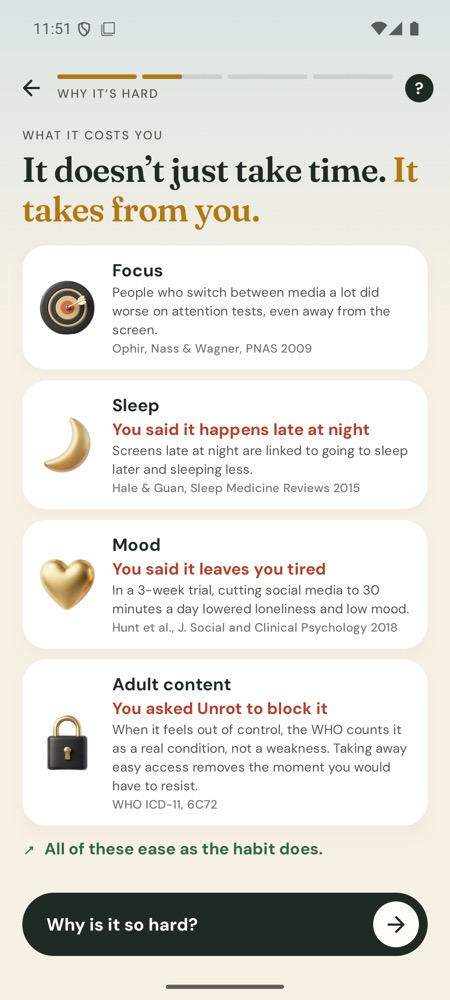 11:51
WHY IT’S HARD
?
WHAT IT COSTS YOU
It doesn’t just take time. It
takes from you.
Focus
People who switch between media a lot did
worse on attention tests, even away from the
screen.
Ophir, Nass & Wagner, PNAS 2009
Sleep
You said it happens late at night
Screens late at night are linked to going to sleep
later and sleeping less.
Hale & Guan, Sleep Medicine Reviews 2015
Mood
You said it leaves you tired
In a 3-week trial, cutting social media to 30
minutes a day lowered loneliness and low mood.
Hunt et al., J. Social and Clinical Psychology 2018
Adult content
You asked Unrot to block it
When it feels out of control, the WHO counts it
as a real condition, not a weakness. Taking away
easy access removes the moment you would
have to resist.
WHO ICD-11, 6C72
↗ All of these ease as the habit does.
Why is it so hard?